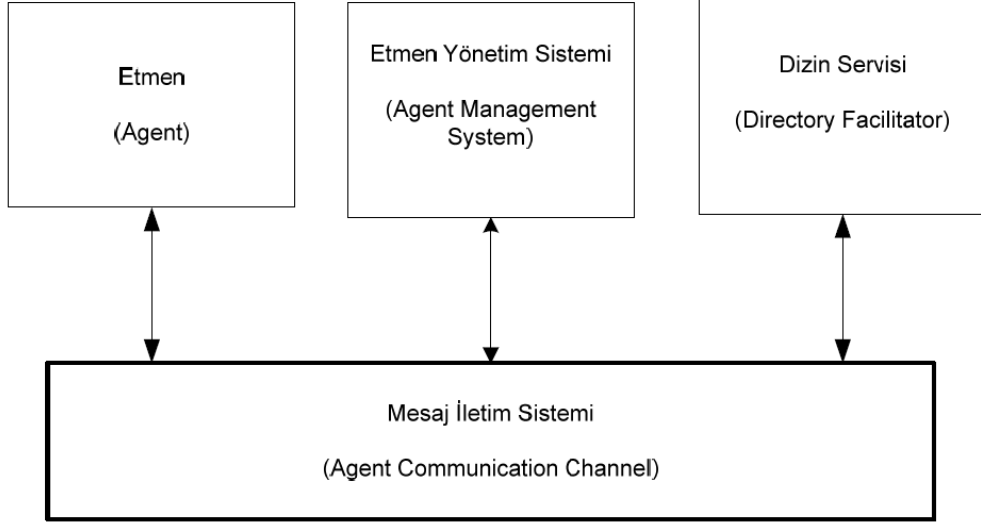 Etmen
(Agent)
Etmen Yönetim Sistemi
(Agent Management
System)
Dizin Servisi
(Directory Facilitator)
Mesaj İletim Sistemi
(Agent Communication Channel)